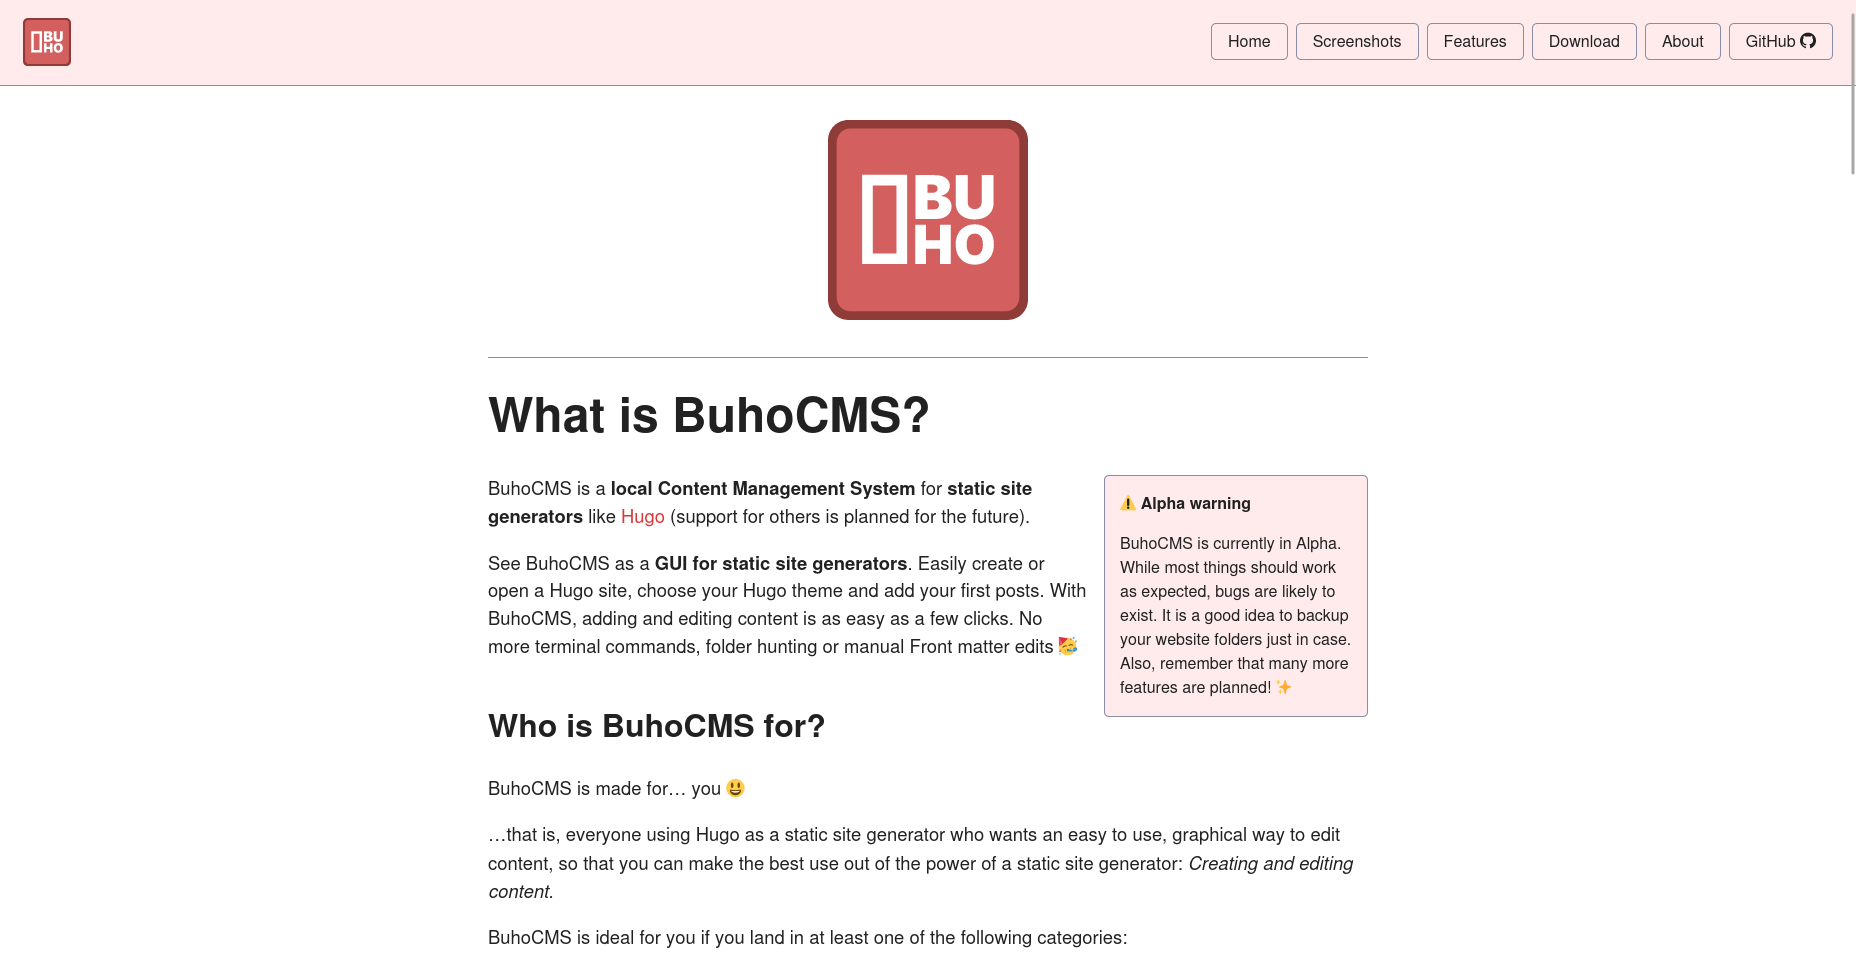 BU
HO
Home Screenshots Features Download About GitHub
BU
HO
What is BuhoCMS?
BuhoCMS is a local Content Management System for static site
generators like Hugo (support for others is planned for the future).
See BuhoCMS as a GUI for static site generators. Easily create or
open a Hugo site, choose your Hugo theme and add your first posts. With
BuhoCMS, adding and editing content is as easy as a few clicks. No
more terminal commands, folder hunting or manual Front matter edits 🥳
⚠️ Alpha warning
BuhoCMS is currently in Alpha.
While most things should work
as expected, bugs are likely to
exist. It is a good idea to backup
your website folders just in case.
Also, remember that many more
features are planned! ✨
Who is BuhoCMS for?
BuhoCMS is made for… you 😃
…that is, everyone using Hugo as a static site generator who wants an easy to use, graphical way to edit
content, so that you can make the best use out of the power of a static site generator: Creating and editing
content.
BuhoCMS is ideal for you if you land in at least one of the following categories: